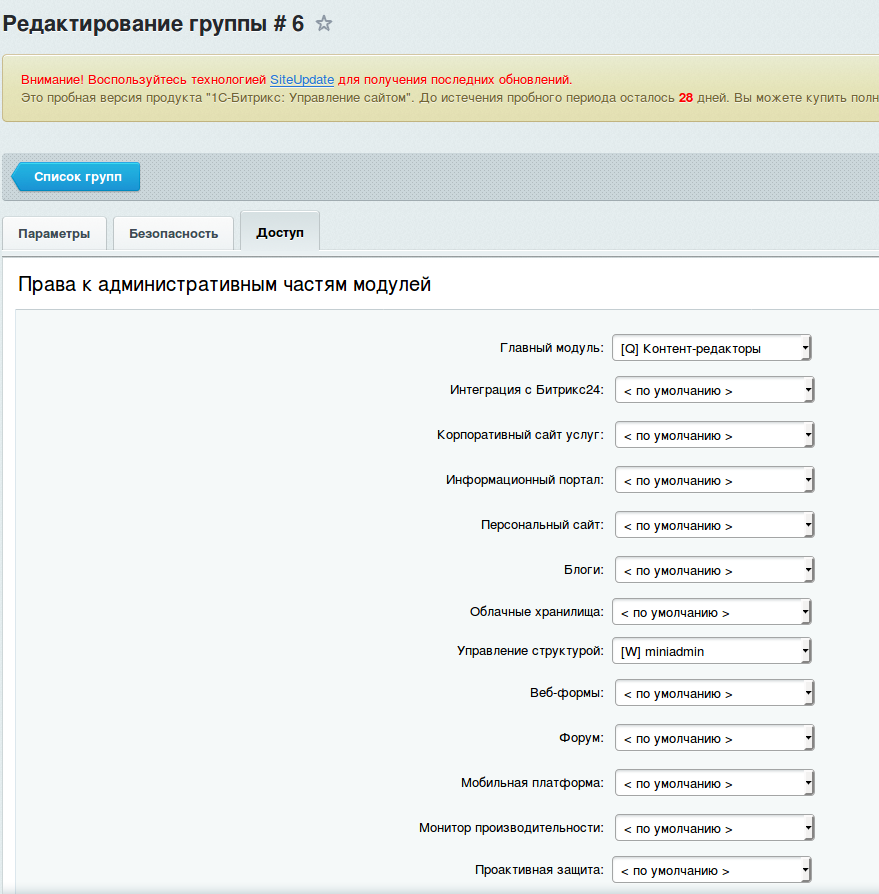 Редактирование группы # 6
Внимание! Воспользуйтесь технологией SiteUpdate для получения последних обновлений.
Это пробная версия продукта "1С-Битрикс: Управление сайтом". До истечения пробного периода осталось 28 дней. Вы можете купить полн
Список групп
Параметры Безопасность Доступ
Права к административным частям модулей
Главный модуль: [Q] Контент-редакторы
Интеграция с Битрикс24: < по умолчанию >
Корпоративный сайт услуг: < по умолчанию >
Информационный портал: < по умолчанию >
Персональный сайт: < по умолчанию >
Блоги: < по умолчанию >
Облачные хранилища: < по умолчанию >
Управление структурой: [W] miniadmin
Веб-формы: < по умолчанию >
Форум: < по умолчанию >
Мобильная платформа: < по умолчанию >
Монитор производительности: < по умолчанию >
Проактивная защита: < по умолчанию >